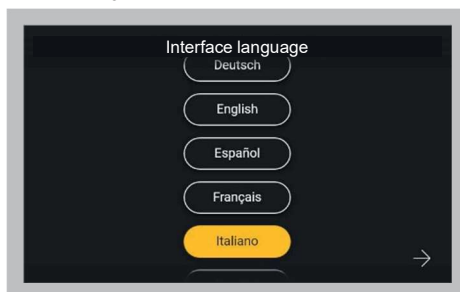 Interface language
Deutsch
English
Español
Français
Italiano